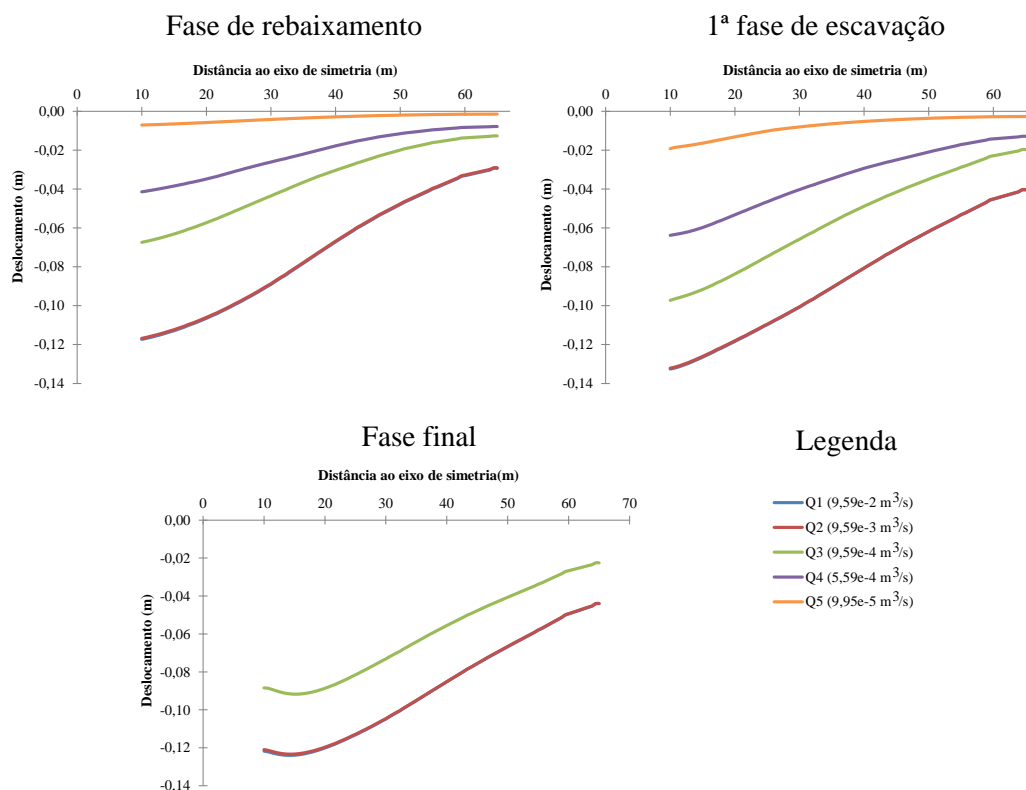 Fase de rebaixamento
Distância ao eixo de simetria (m)
0 10 20 30 40 50 60
0,00
-0,02
-0,04
-0,06
-0,08
-0,10
-0,12
-0,14
Deslocamento (m)
1ª fase de escavação
Distância ao eixo de simetria (m)
0 10 20 30 40 50 60
0,00
-0,02
-0,04
-0,06
-0,08
-0,10
-0,12
-0,14
Deslocamento (m)
Fase final
Distância ao eixo de simetria(m)
0 10 20 30 40 50 60 70
0,00
-0,02
-0,04
-0,06
-0,08
-0,10
-0,12
-0,14
Deslocamento (m)
Legenda
Q1 (9,59e-2 m³/s)
Q2 (9,59e-3 m³/s)
Q3 (9,59e-4 m³/s)
Q4 (5,59e-4 m³/s)
Q5 (9,95e-5 m³/s)